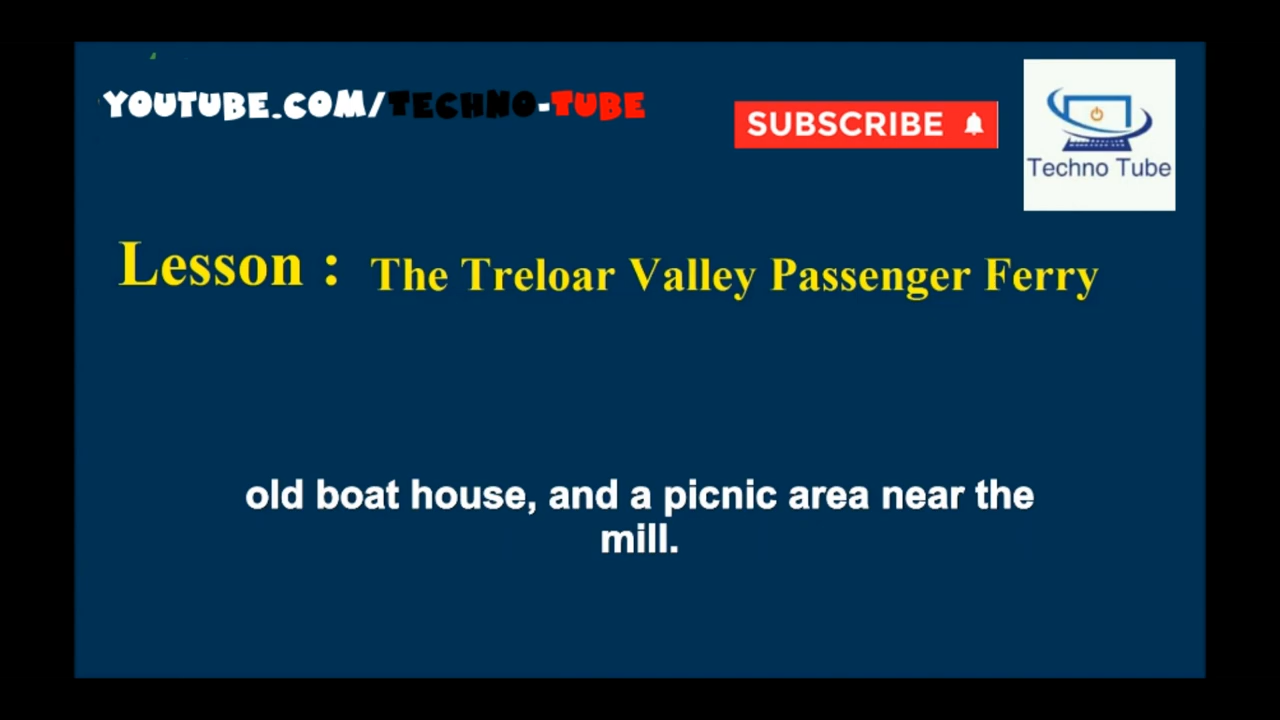 YOUTUBE.COM/TECHNO-TUBE
SUBSCRIBE
Techno Tube
Lesson : The Treloar Valley Passenger Ferry
old boat house, and a picnic area near the
mill.